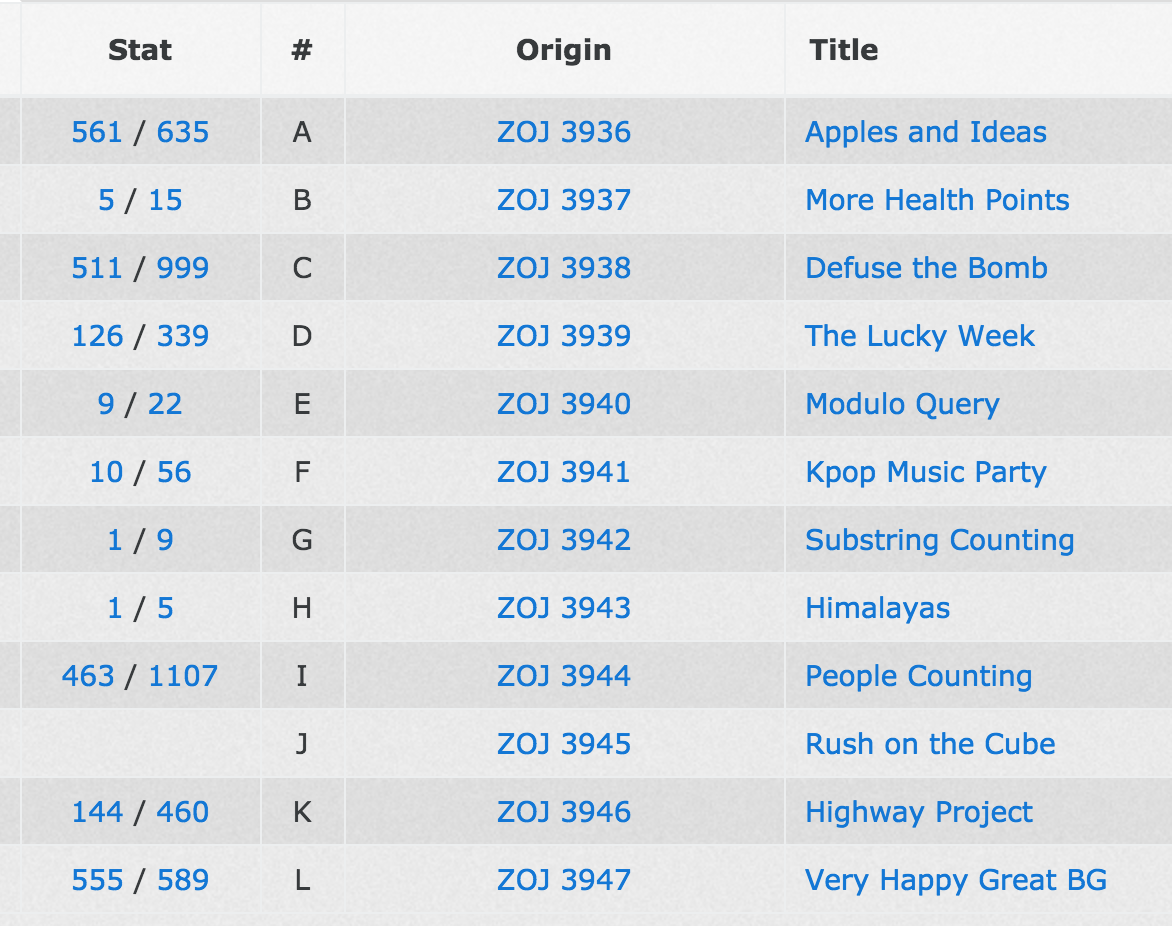 Stat # Origin Title
561 / 635 A ZOJ 3936 Apples and Ideas
5 / 15 B ZOJ 3937 More Health Points
511 / 999 C ZOJ 3938 Defuse the Bomb
126 / 339 D ZOJ 3939 The Lucky Week
9 / 22 E ZOJ 3940 Modulo Query
10 / 56 F ZOJ 3941 Kpop Music Party
1 / 9 G ZOJ 3942 Substring Counting
1 / 5 H ZOJ 3943 Himalayas
463 / 1107 I ZOJ 3944 People Counting
J ZOJ 3945 Rush on the Cube
144 / 460 K ZOJ 3946 Highway Project
555 / 589 L ZOJ 3947 Very Happy Great BG